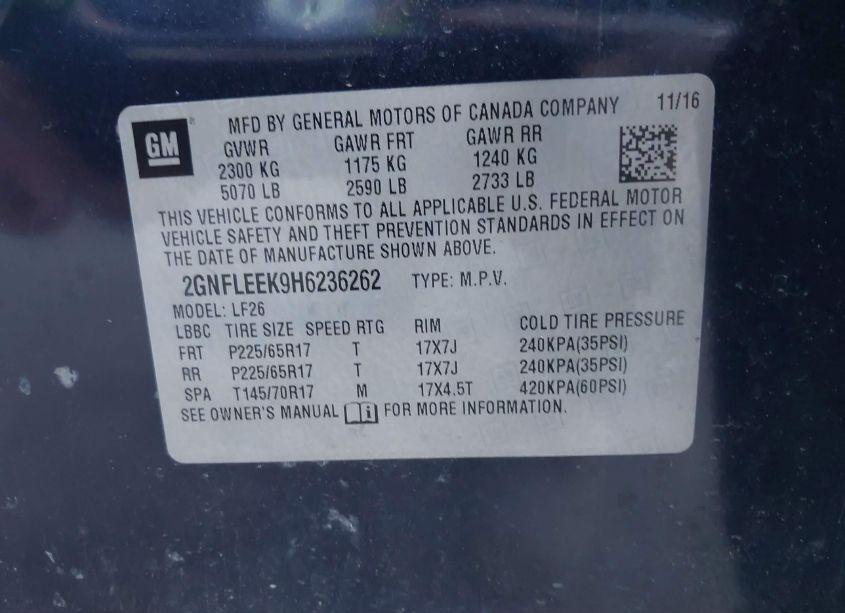 GM
MFD BY GENERAL MOTORS OF CANADA COMPANY 11/16
GVWR GAWR FRT GAWR RR
2300 KG 1175 KG 1240 KG
5070 LB 2590 LB 2733 LB
THIS VEHICLE CONFORMS TO ALL APPLICABLE U.S. FEDERAL MOTOR
VEHICLE SAFETY AND THEFT PREVENTION STANDARDS IN EFFECT ON
THE DATE OF MANUFACTURE SHOWN ABOVE.
2GNFLEEK9H6236262 TYPE: M.P.V.
MODEL: LF26
LBBC TIRE SIZE SPEED RTG RIM COLD TIRE PRESSURE
FRT P225/65R17 T 17X7J 240KPA(35PSI)
RR P225/65R17 T 17X7J 240KPA(35PSI)
SPA T145/70R17 M 17X4.5T 420KPA(60PSI)
SEE OWNER'S MANUAL i FOR MORE INFORMATION.